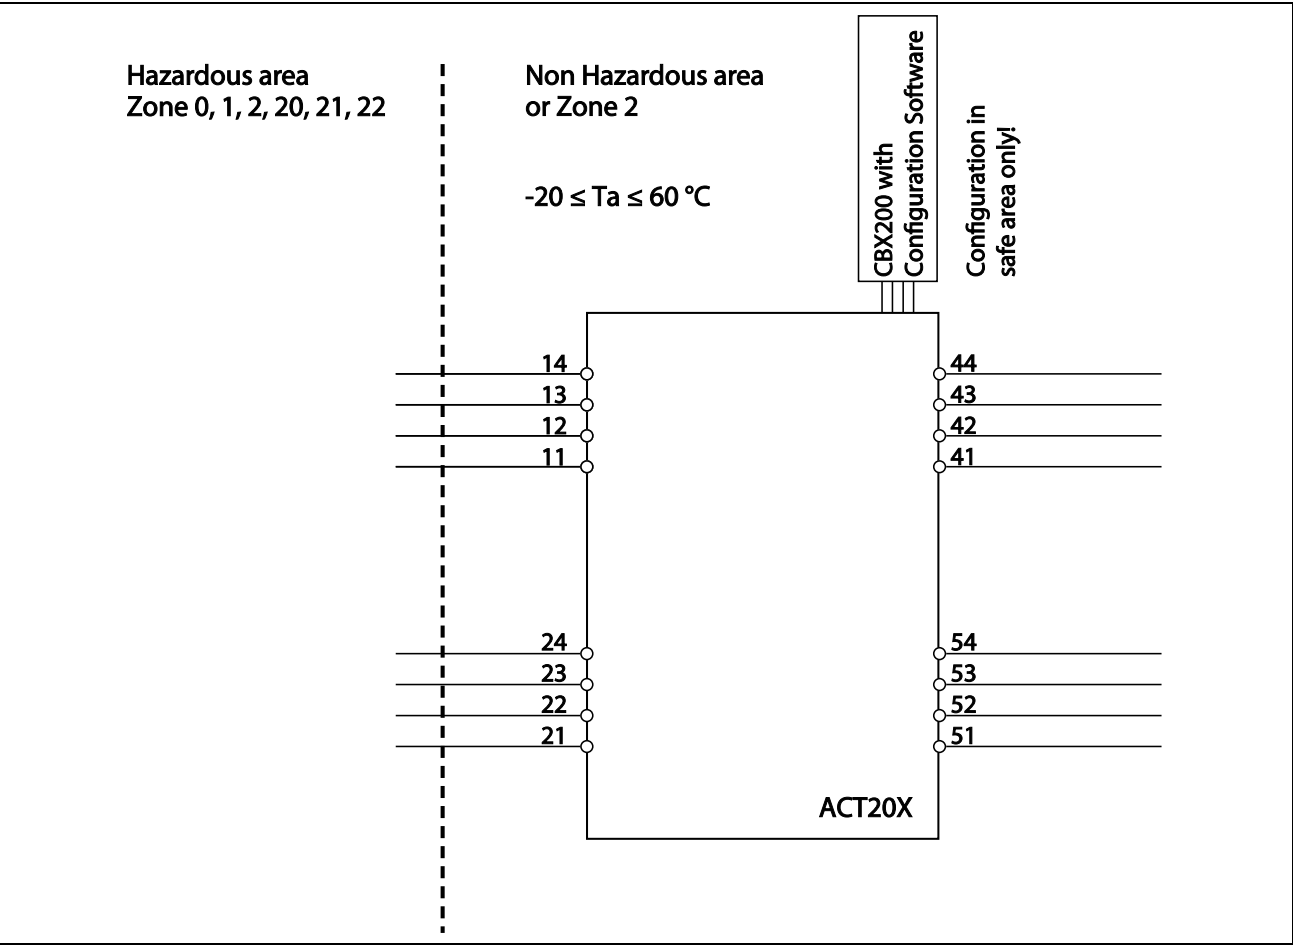 Hazardous area
Zone 0, 1, 2, 20, 21, 22
Non Hazardous area
or Zone 2
-20 ≤ Ta ≤ 60 °C
CBX200 with
Configuration Software
Configuration in
safe area only!
14
13
12
11
44
43
42
41
24
23
22
21
54
53
52
51
ACT20X